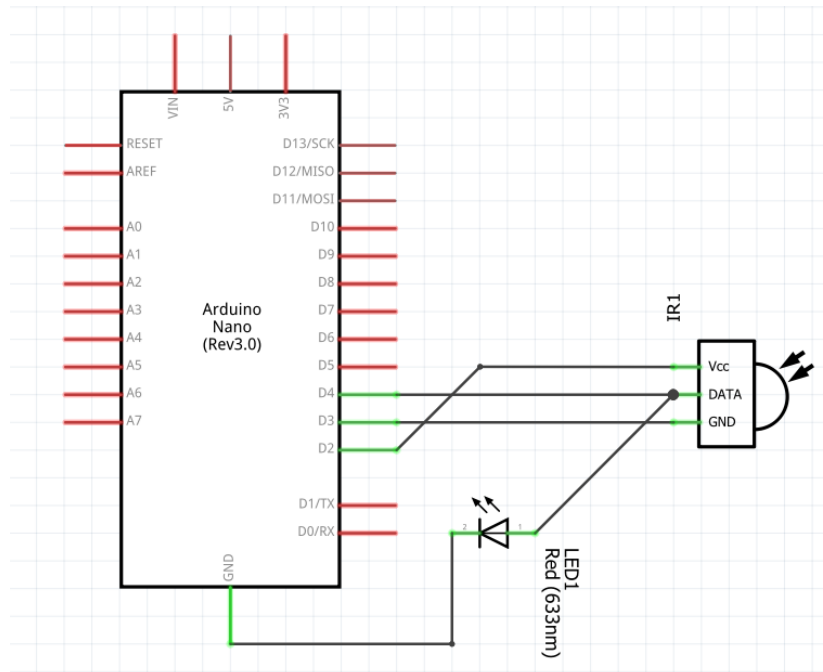 VIN
5V
3V3
RESET
D13/SCK
AREF
D12/MISO
D11/MOSI
A0
D10
A1
D9
A2
D8
A3
D7
Arduino
Nano
(Rev3.0)
A4
D6
A5
D5
A6
D4
A7
D3
D2
D1/TX
D0/RX
GND
IR1
Vcc
DATA
GND
2
1
LED1
Red (633nm)